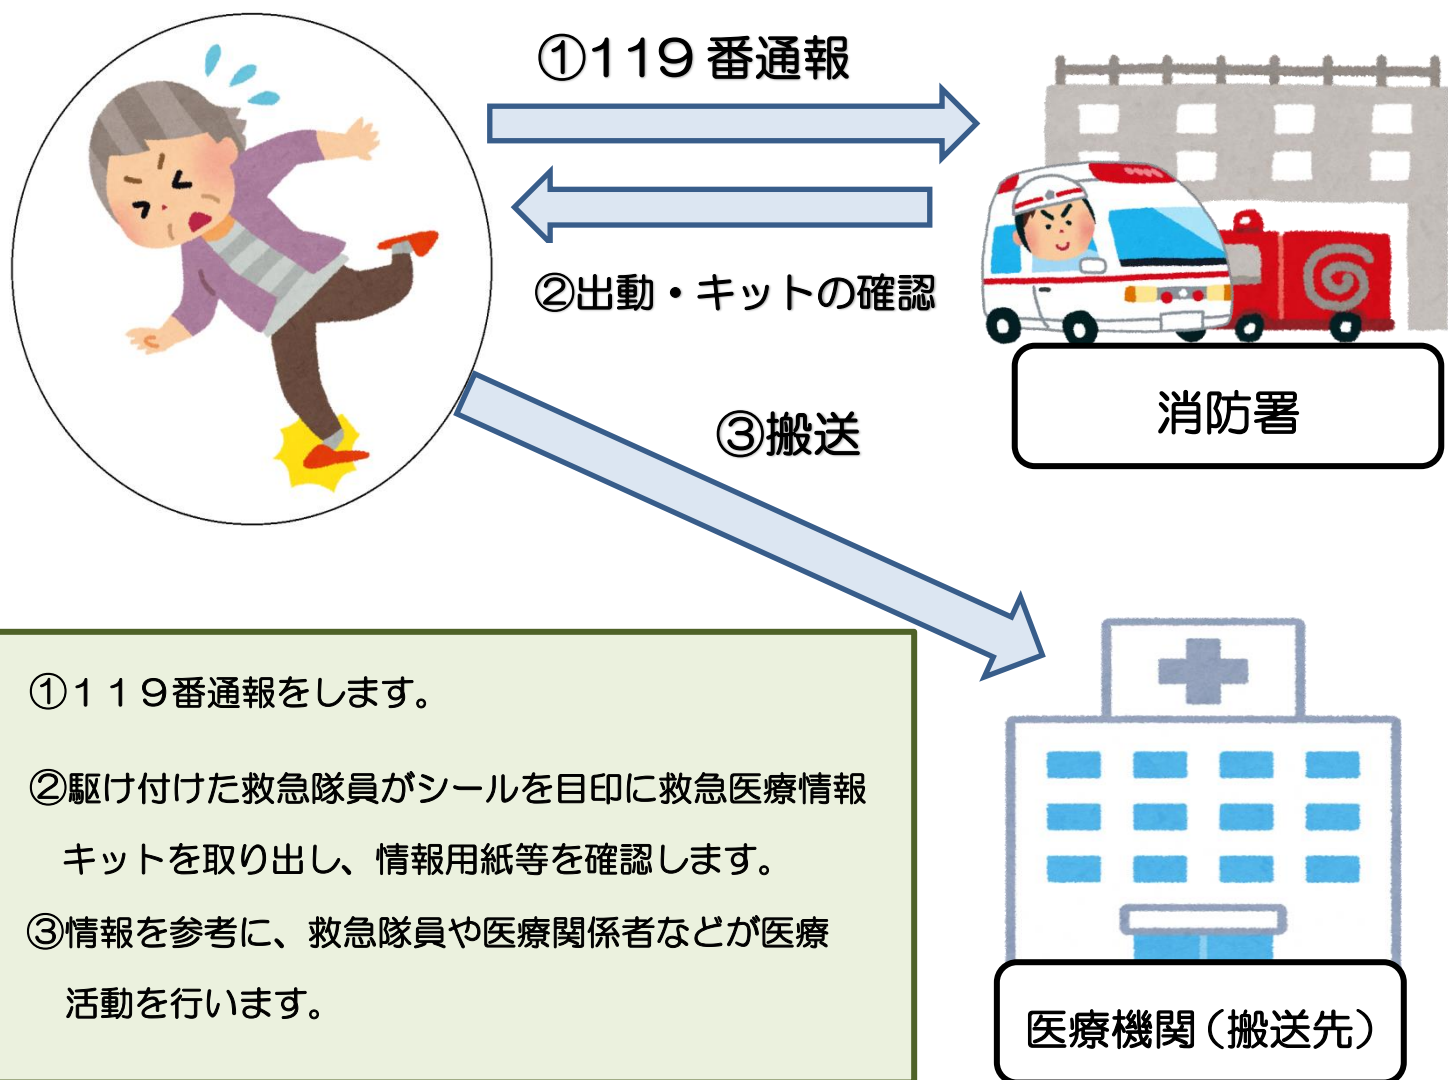 ①119番通報
②出動・キットの確認
③搬送
消防署
①１１９番通報をします。
②駆け付けた救急隊員がシールを目印に救急医療情報
キットを取り出し、情報用紙等を確認します。
③情報を参考に、救急隊員や医療関係者などが医療
活動を行います。
医療機関（搬送先）